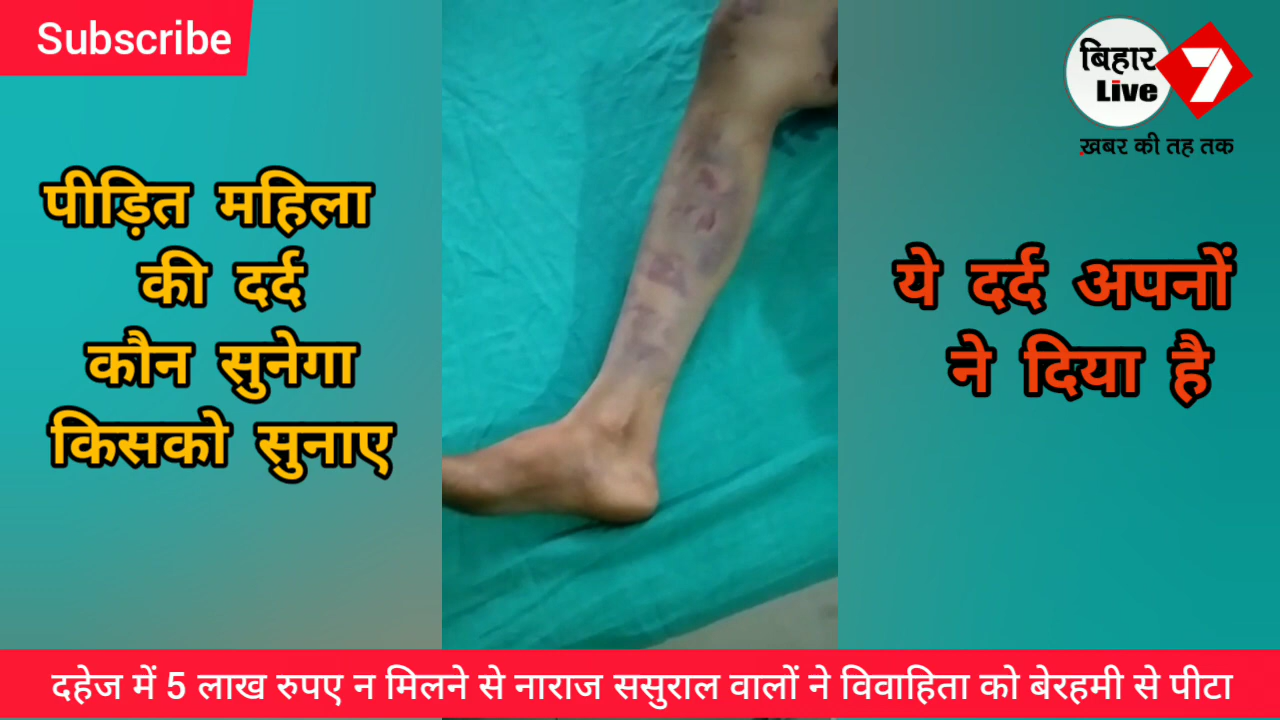 Subscribe
बिहार
Live
7
ख़बर की तह तक
पीड़ित महिला
की दर्द
कौन सुनेगा
किसको सुनाए
ये दर्द अपनों
ने दिया है
दहेज में 5 लाख रुपए न मिलने से नाराज ससुराल वालों ने विवाहिता को बेरहमी से पीटा